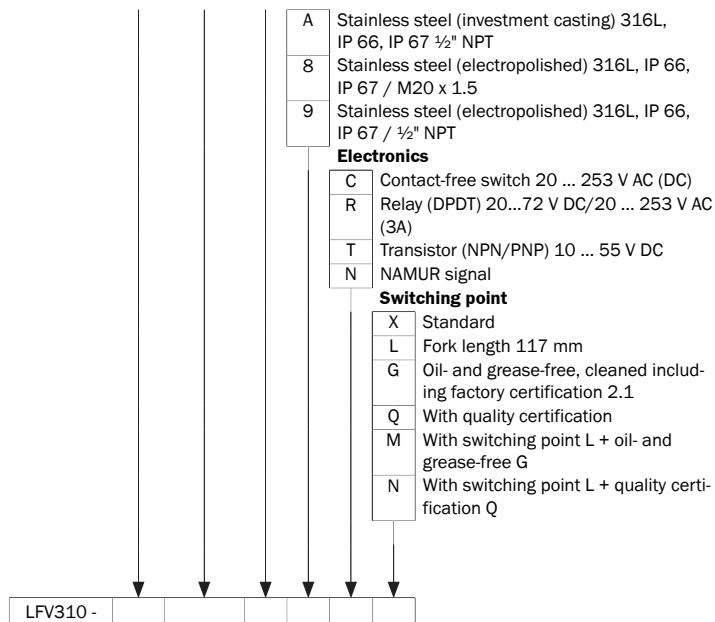 A Stainless steel (investment casting) 316L,
IP 66, IP 67 ½" NPT
8 Stainless steel (electropolished) 316L, IP 66,
IP 67 / M20 x 1.5
9 Stainless steel (electropolished) 316L, IP 66,
IP 67 / ½" NPT
Electronics
C Contact-free switch 20 ... 253 V AC (DC)
R Relay (DPDT) 20...72 V DC/20 ... 253 V AC
(3A)
T Transistor (NPN/PNP) 10 ... 55 V DC
N NAMUR signal
Switching point
X Standard
L Fork length 117 mm
G Oil- and grease-free, cleaned includ-
ing factory certification 2.1
Q With quality certification
M With switching point L + oil- and
grease-free G
N With switching point L + quality certi-
fication Q
LFV310 -